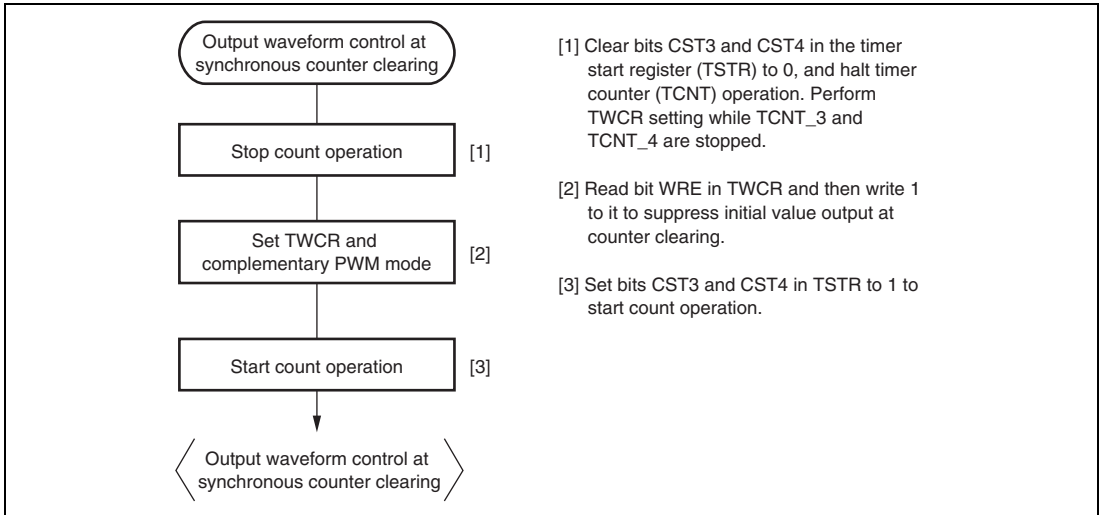 Output waveform control at
synchronous counter clearing
Stop count operation
[1]
Set TWCR and
complementary PWM mode
[2]
Start count operation
[3]
Output waveform control at
synchronous counter clearing
[1] Clear bits CST3 and CST4 in the timer
start register (TSTR) to 0, and halt timer
counter (TCNT) operation. Perform
TWCR setting while TCNT_3 and
TCNT_4 are stopped.
[2] Read bit WRE in TWCR and then write 1
to it to suppress initial value output at
counter clearing.
[3] Set bits CST3 and CST4 in TSTR to 1 to
start count operation.